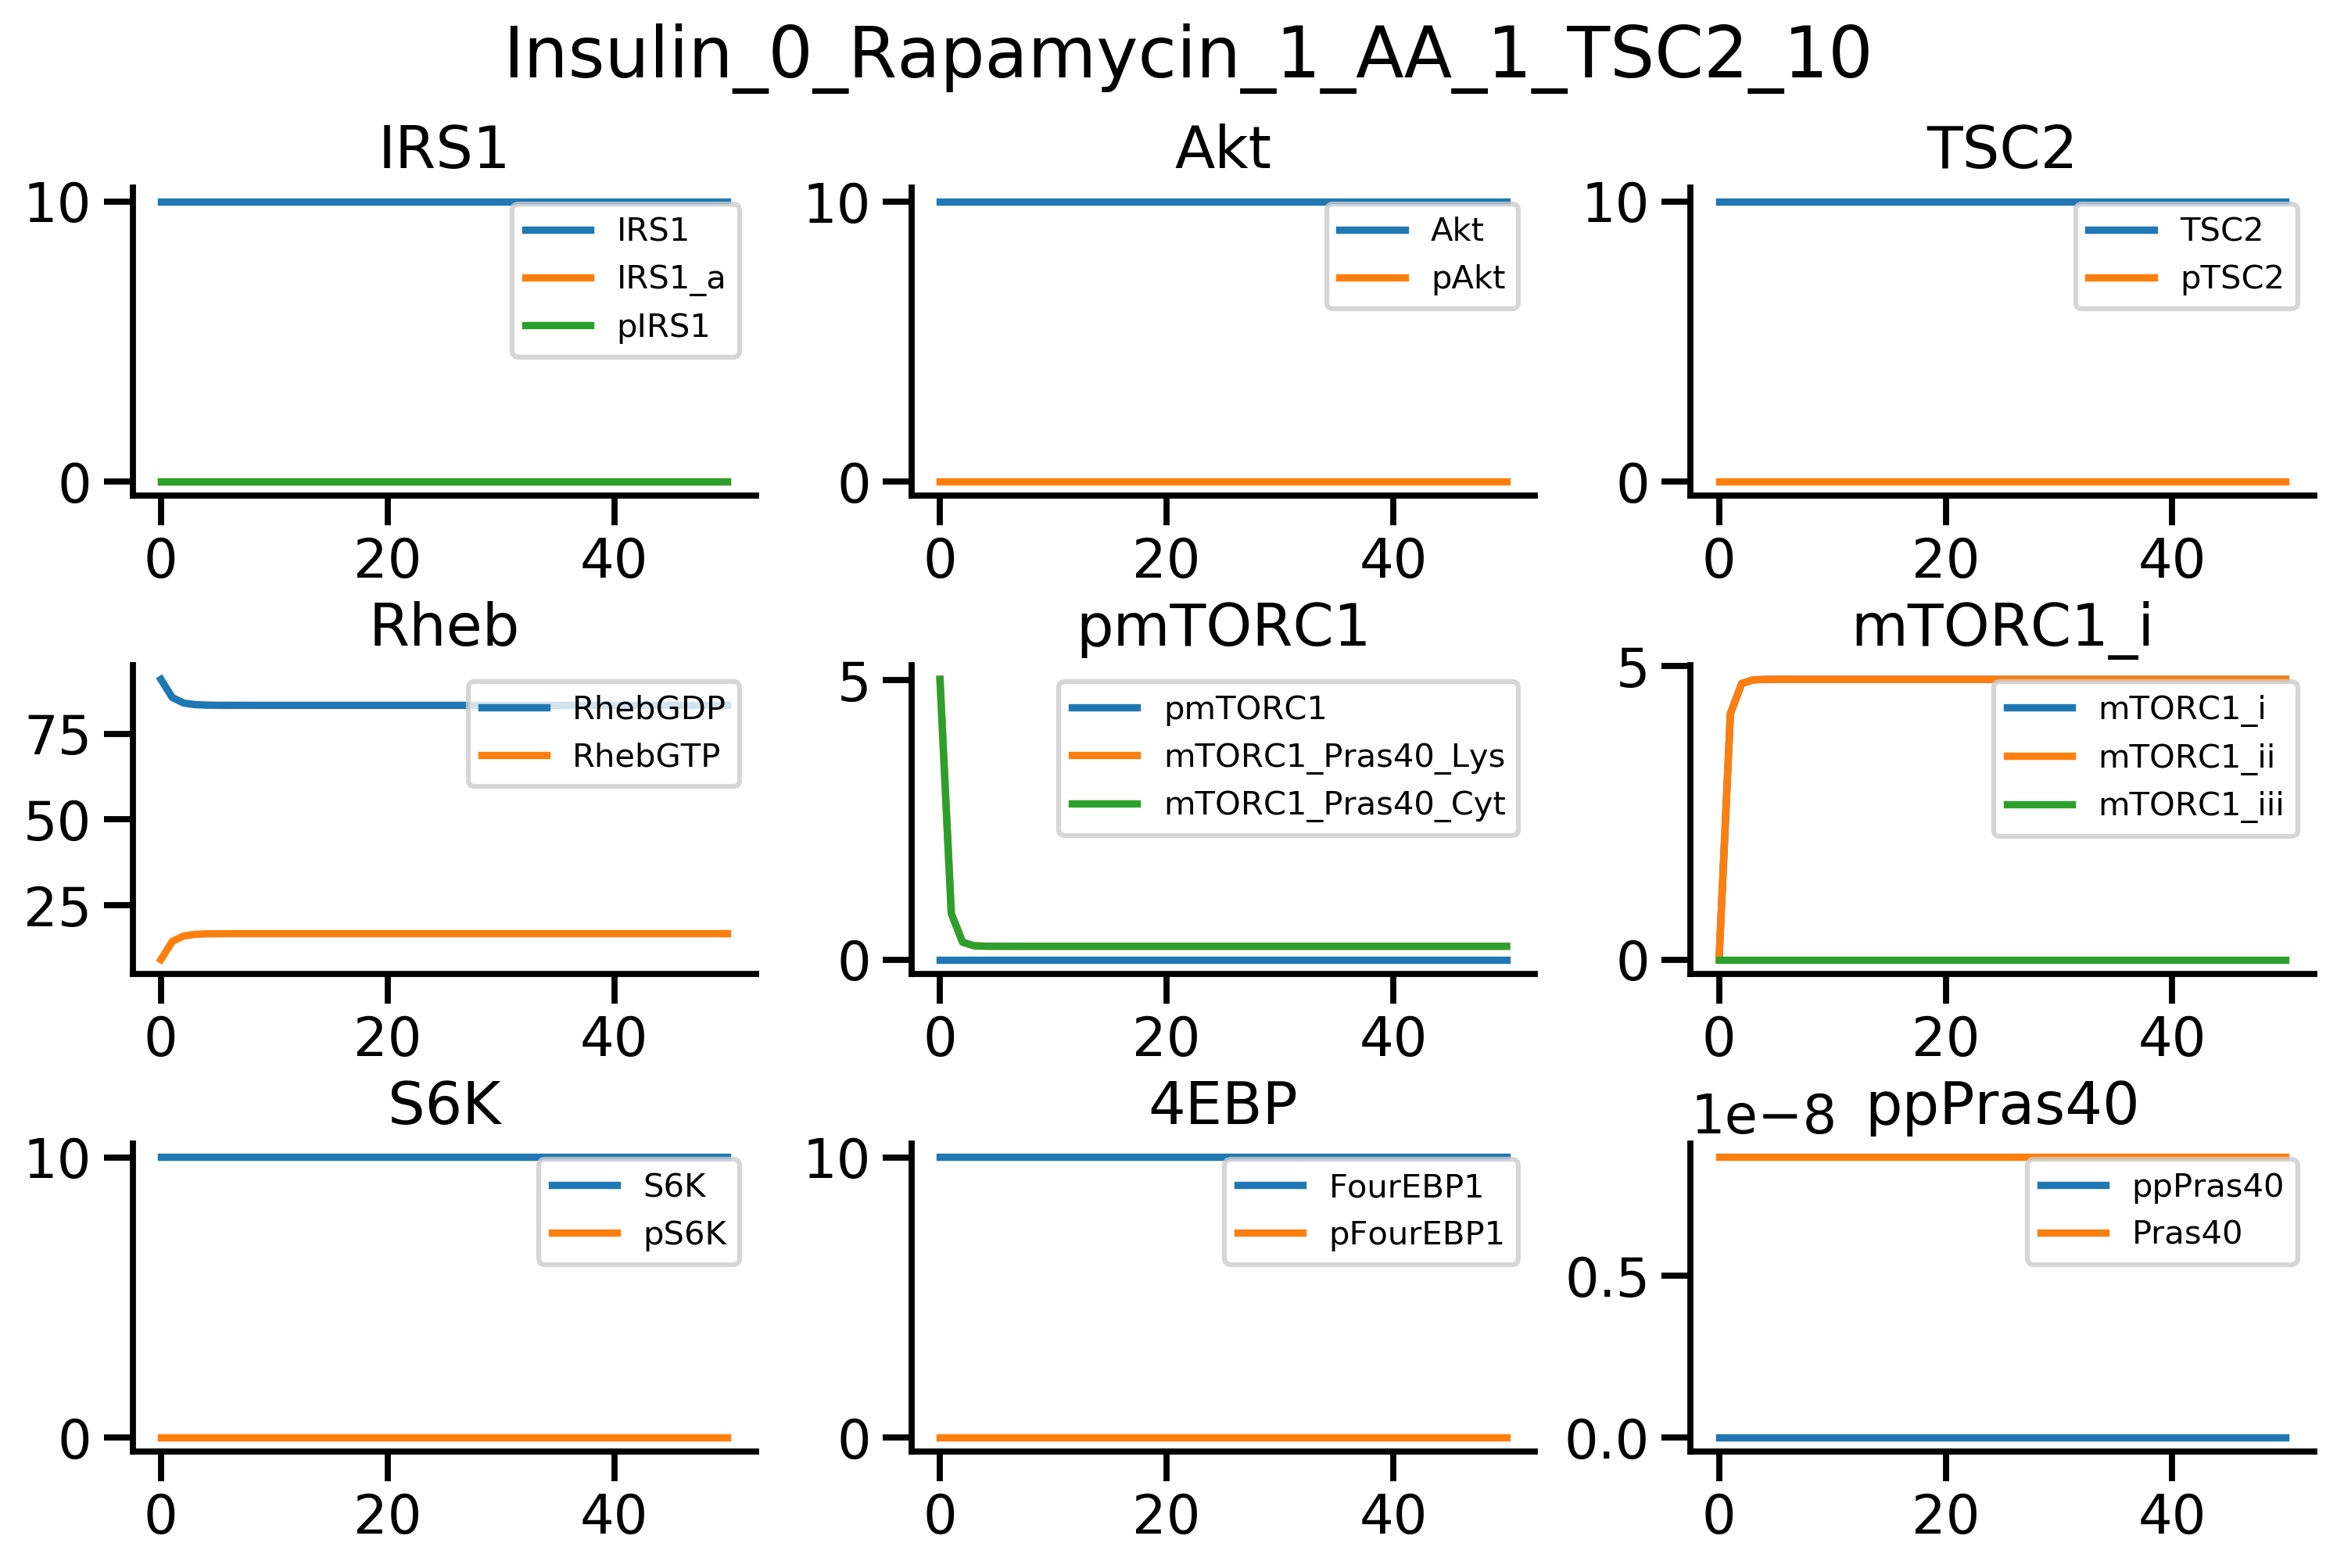 Insulin_0_Rapamycin_1_AA_1_TSC2_10
IRS1
10
0
0 20 40
IRS1
IRS1_a
pIRS1
Akt
10
0
0 20 40
Akt
pAkt
TSC2
10
0
0 20 40
TSC2
pTSC2
Rheb
75
50
25
0 20 40
RhebGDP
RhebGTP
pmTORC1
5
0
0 20 40
pmTORC1
mTORC1_Pras40_Lys
mTORC1_Pras40_Cyt
mTORC1_i
5
0
0 20 40
mTORC1_i
mTORC1_ii
mTORC1_iii
S6K
10
0
0 20 40
S6K
pS6K
4EBP
10
0
0 20 40
FourEBP1
pFourEBP1
1e−8 ppPras40
0.5
0.0
0 20 40
ppPras40
Pras40